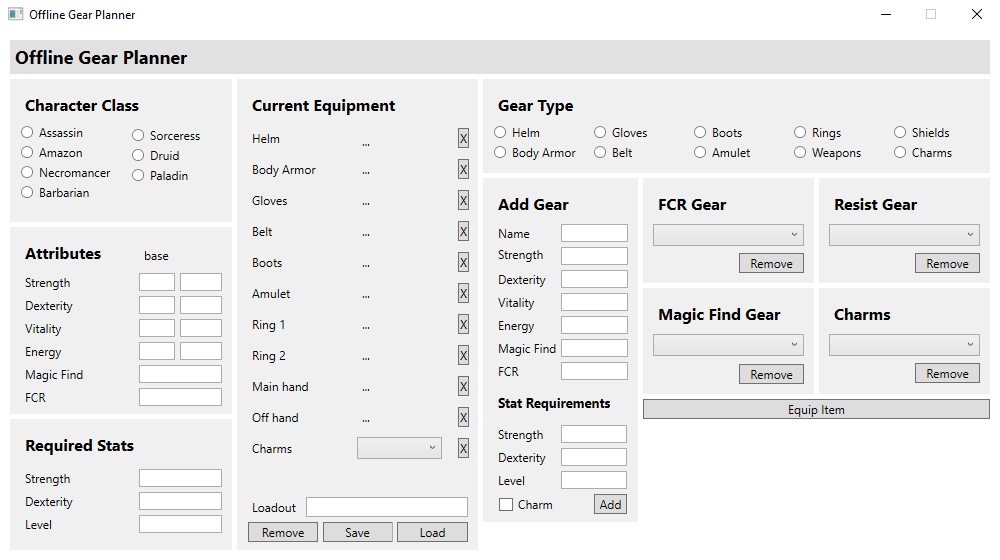 Offline Gear Planner
Offline Gear Planner
Character Class
Assassin
Amazon
Necromancer
Barbarian
Sorceress
Druid
Paladin
Attributes base
Strength
Dexterity
Vitality
Energy
Magic Find
FCR
Required Stats
Strength
Dexterity
Level
Current Equipment
Helm ... X
Body Armor ... X
Gloves ... X
Belt ... X
Boots ... X
Amulet ... X
Ring 1 ... X
Ring 2 ... X
Main hand ... X
Off hand ... X
Charms X
Loadout
Remove Save Load
Gear Type
Helm Gloves Boots Rings Shields
Body Armor Belt Amulet Weapons Charms
Add Gear
Name
Strength
Dexterity
Vitality
Energy
Magic Find
FCR
Stat Requirements
Strength
Dexterity
Level
Charm Add
FCR Gear
Remove
Resist Gear
Remove
Magic Find Gear
Remove
Charms
Remove
Equip Item